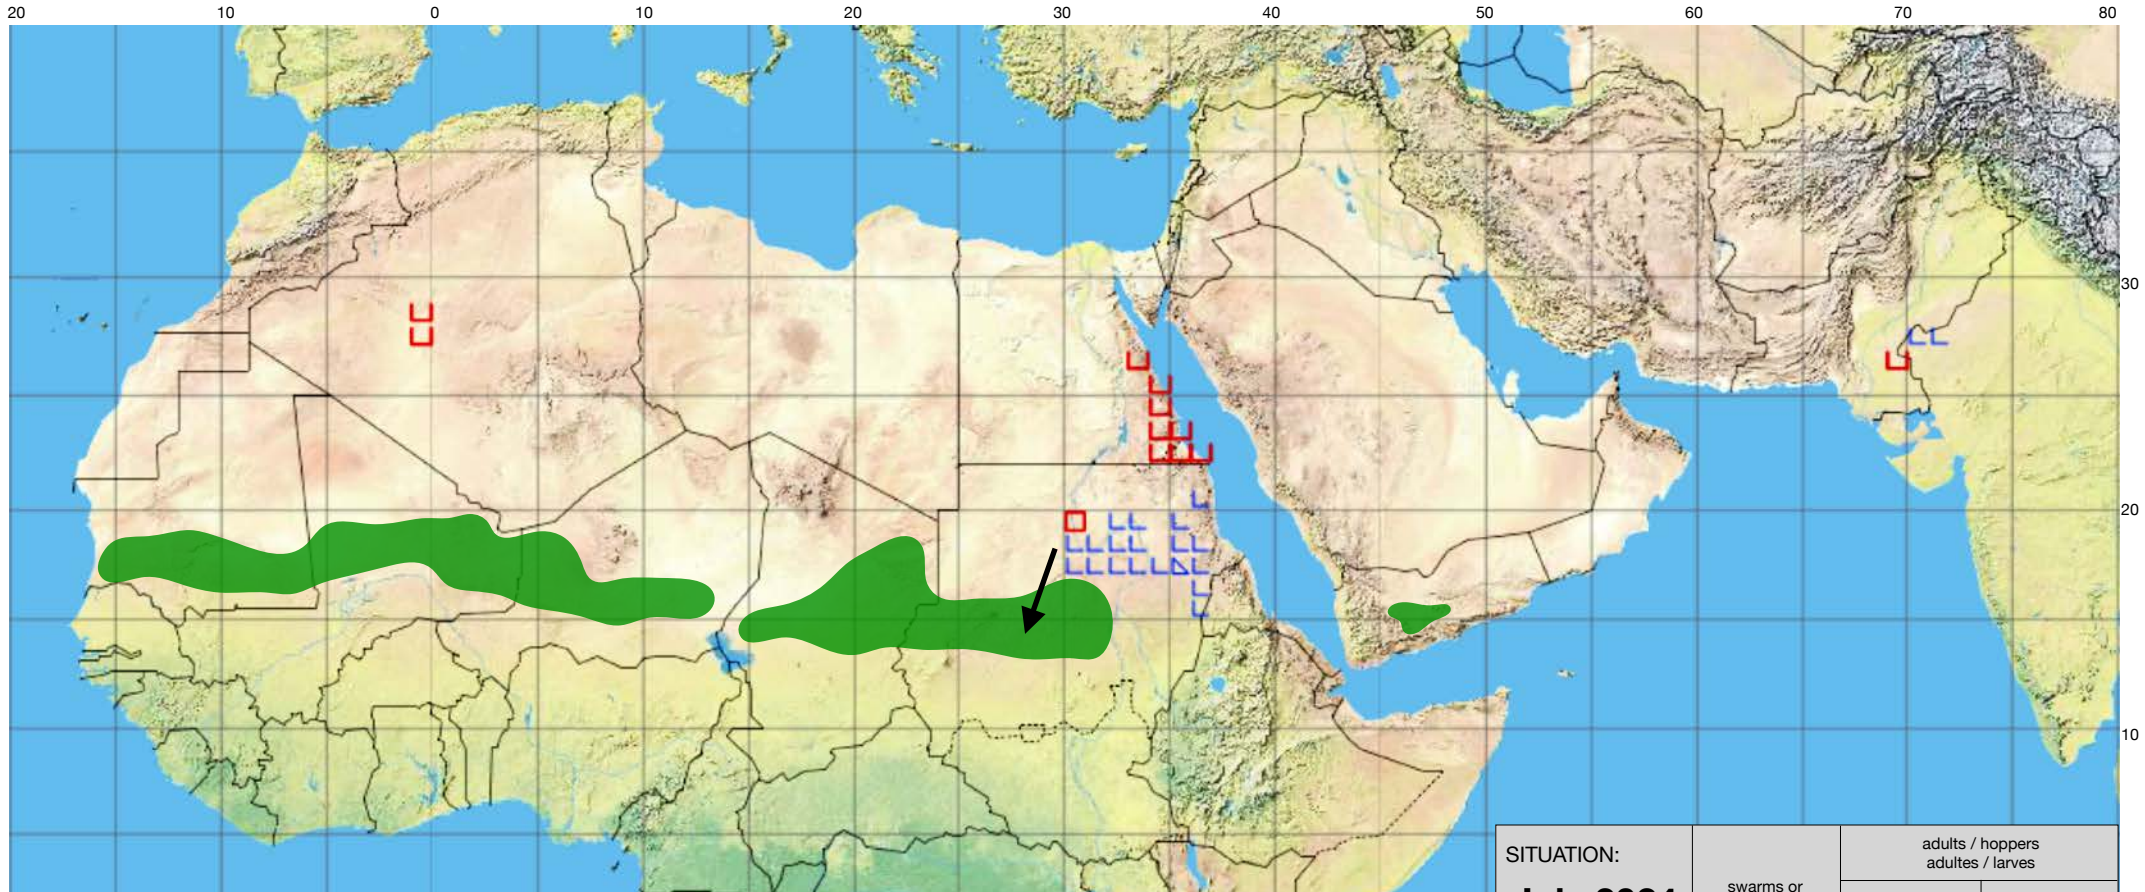 20 10 0 10 20 30 40 50 60 70 80
30
20
10
SITUATION:
adults / hoppers
adultes / larves
swarms or